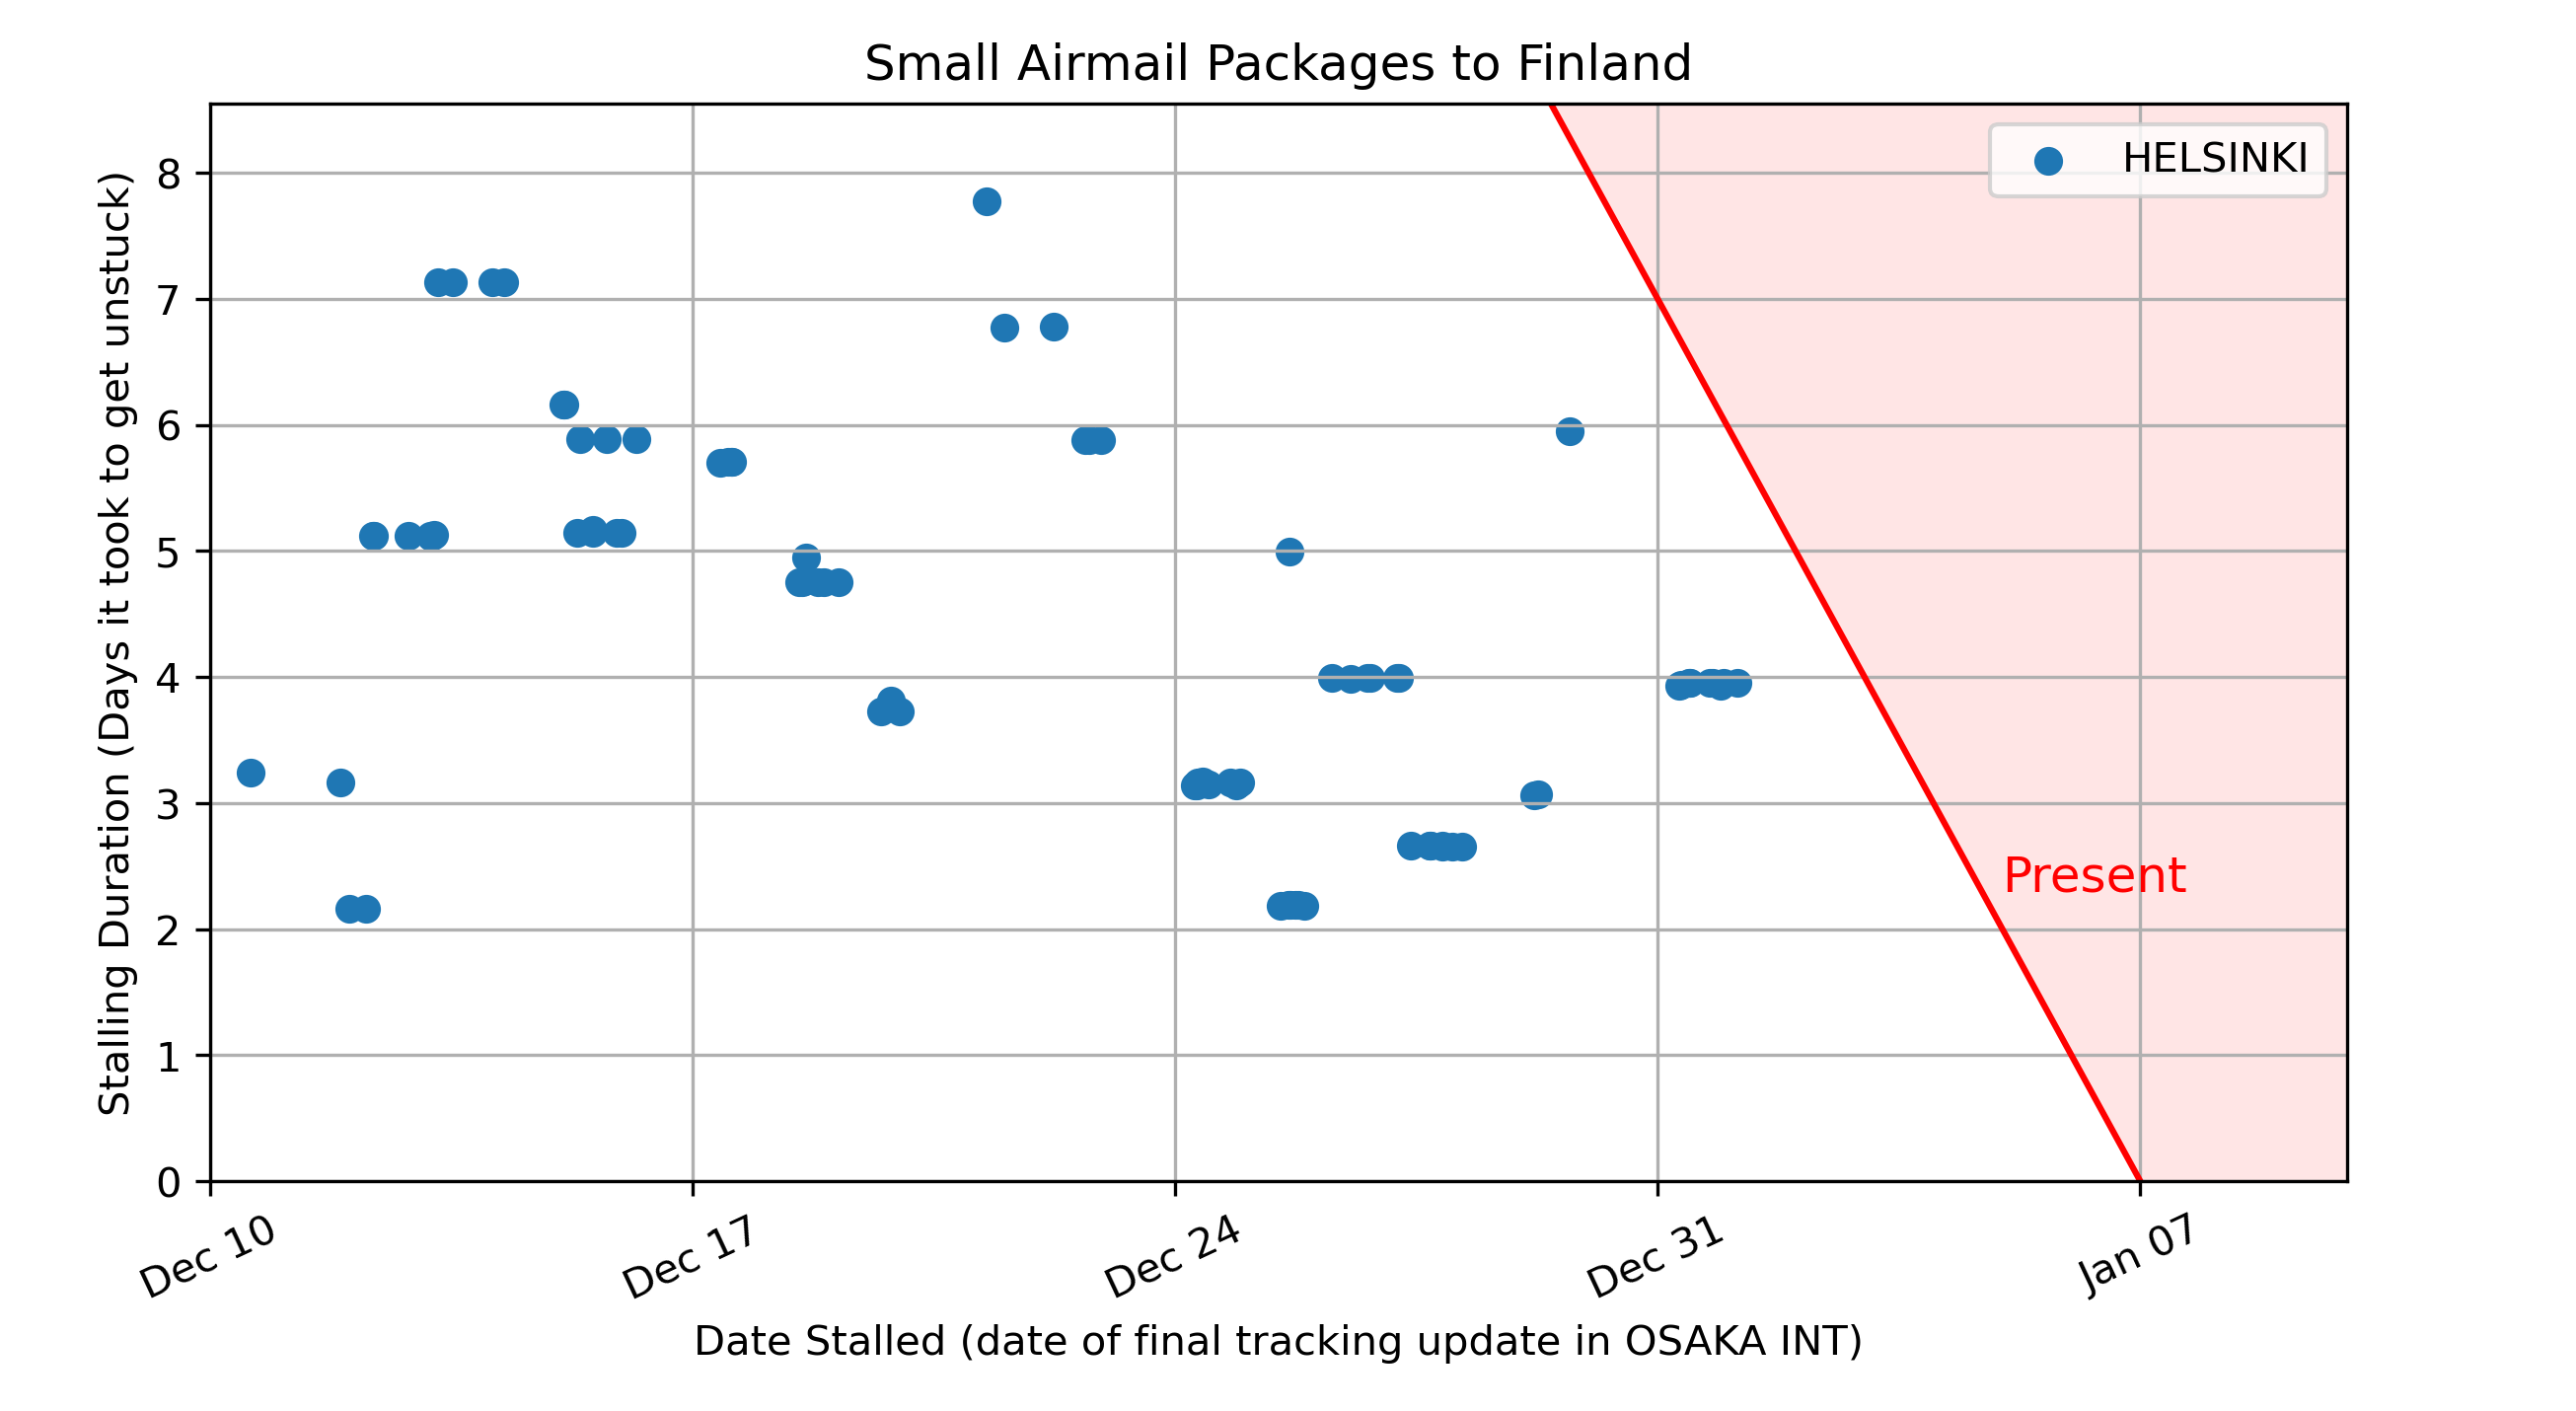 Small Airmail Packages to Finland
Stalling Duration (Days it took to get unstuck)
8
7
6
5
4
3
2
1
0
HELSINKI
Present
Dec 10
Dec 17
Dec 24
Dec 31
Jan 07
Date Stalled (date of final tracking update in OSAKA INT)